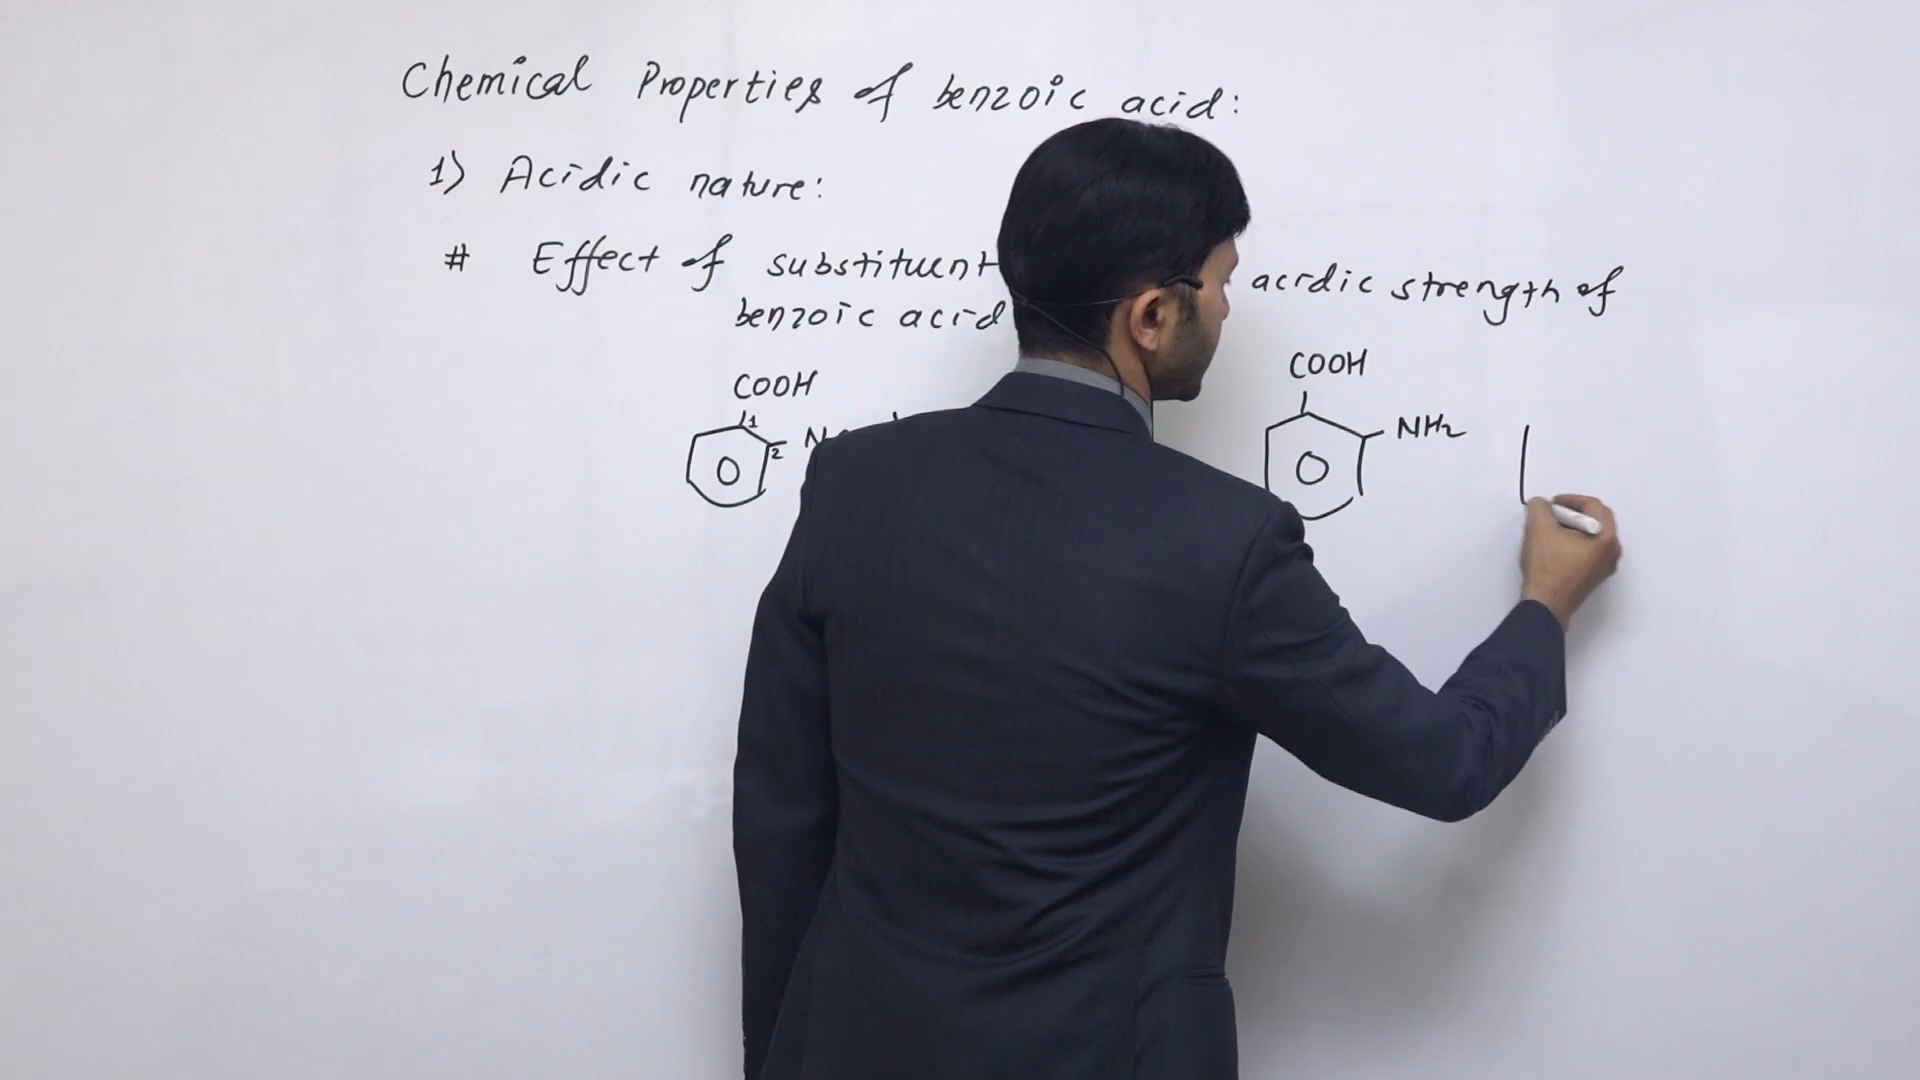 Chemical Properties of benzoic acid:
1) Acidic nature:
# Effect of substituent acidic strength of
benzoic acid
COOH
1
2
COOH
NH2